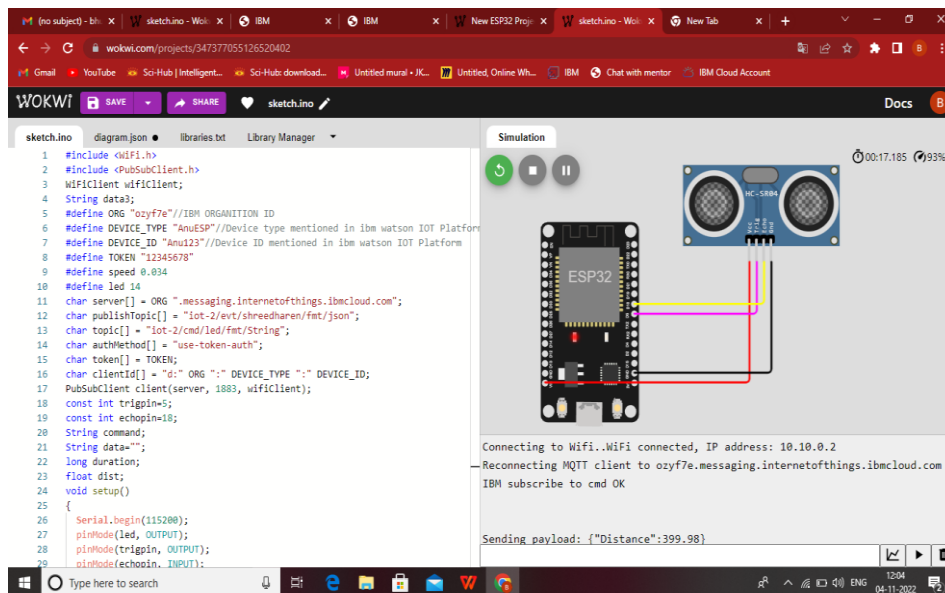 (no subject) - bh
sketch.ino - Wok
IBM
IBM
New ESP32 Proje
sketch.ino - Wok
New Tab
wokwi.com/projects/347377055126520402
B
Gmail
YouTube
Sci-Hub | Intelligent...
Sci-Hub: download...
Untitled mural • JK...
Untitled, Online Wh...
IBM
Chat with mentor
IBM Cloud Account
WOKWI
SAVE
SHARE
sketch.ino
Docs
B
sketch.ino
diagram.json ●
libraries.txt
Library Manager
1 #include <WiFi.h>
2 #include <PubSubClient.h>
3 WiFiClient wifiClient;
4 String data3;
5 #define ORG "ozyf7e"//IBM ORGANITION ID
6 #define DEVICE_TYPE "AnuESP"//Device type mentioned in ibm watson IOT Platfor
7 #define DEVICE_ID "Anu123"//Device ID mentioned in ibm watson IOT Platform
8 #define TOKEN "12345678"
9 #define speed 0.034
10 #define led 14
11 char server[] = ORG ".messaging.internetofthings.ibmcloud.com";
12 char publishTopic[] = "iot-2/evt/shreedharen/fmt/json";
13 char topic[] = "iot-2/cmd/led/fmt/String";
14 char authMethod[] = "use-token-auth";
15 char token[] = TOKEN;
16 char clientId[] = "d:" ORG ":" DEVICE_TYPE ":" DEVICE_ID;
17 PubSubClient client(server, 1883, wifiClient);
18 const int trigpin=5;
19 const int echopin=18;
20 String command;
21 String data="";
22 long duration;
23 float dist;
24 void setup()
25 {
26 Serial.begin(115200);
27 pinMode(led, OUTPUT);
28 pinMode(trigpin, OUTPUT);
29 pinMode(echopin, INPUT);
Simulation
00:17.185
93%
HC-SR04
Vcc
Trig
Echo
Gnd
ESP32
Connecting to Wifi..WiFi connected, IP address: 10.10.0.2
Reconnecting MQTT client to ozyf7e.messaging.internetofthings.ibmcloud.com
IBM subscribe to cmd OK
Sending payload: {"Distance":399.98}
Type here to search
ENG
12:04
04-11-2022